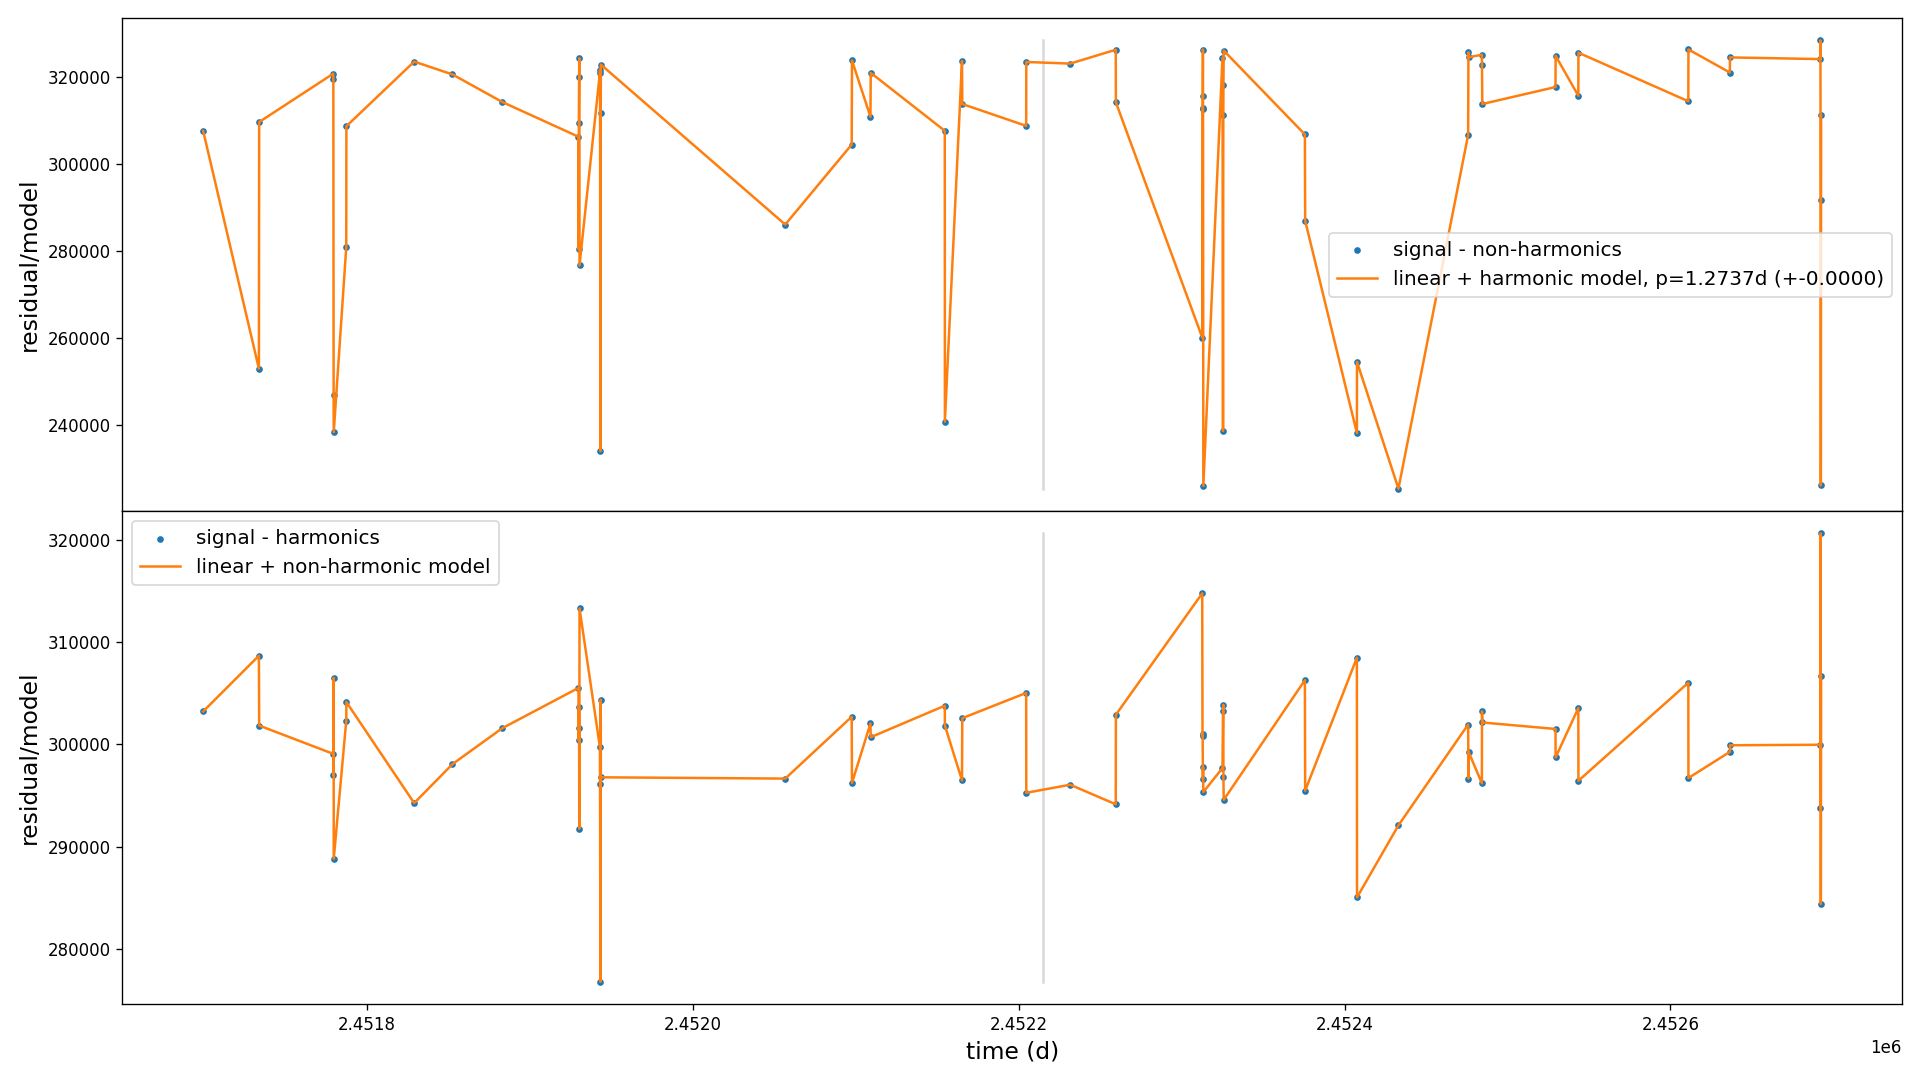 residual/model
320000
300000
280000
260000
240000
signal - non-harmonics
linear + harmonic model, p=1.2737d (+-0.0000)
residual/model
320000
310000
300000
290000
280000
signal - harmonics
linear + non-harmonic model
2.4518 2.4520 2.4522 2.4524 2.4526
time (d)
1e6